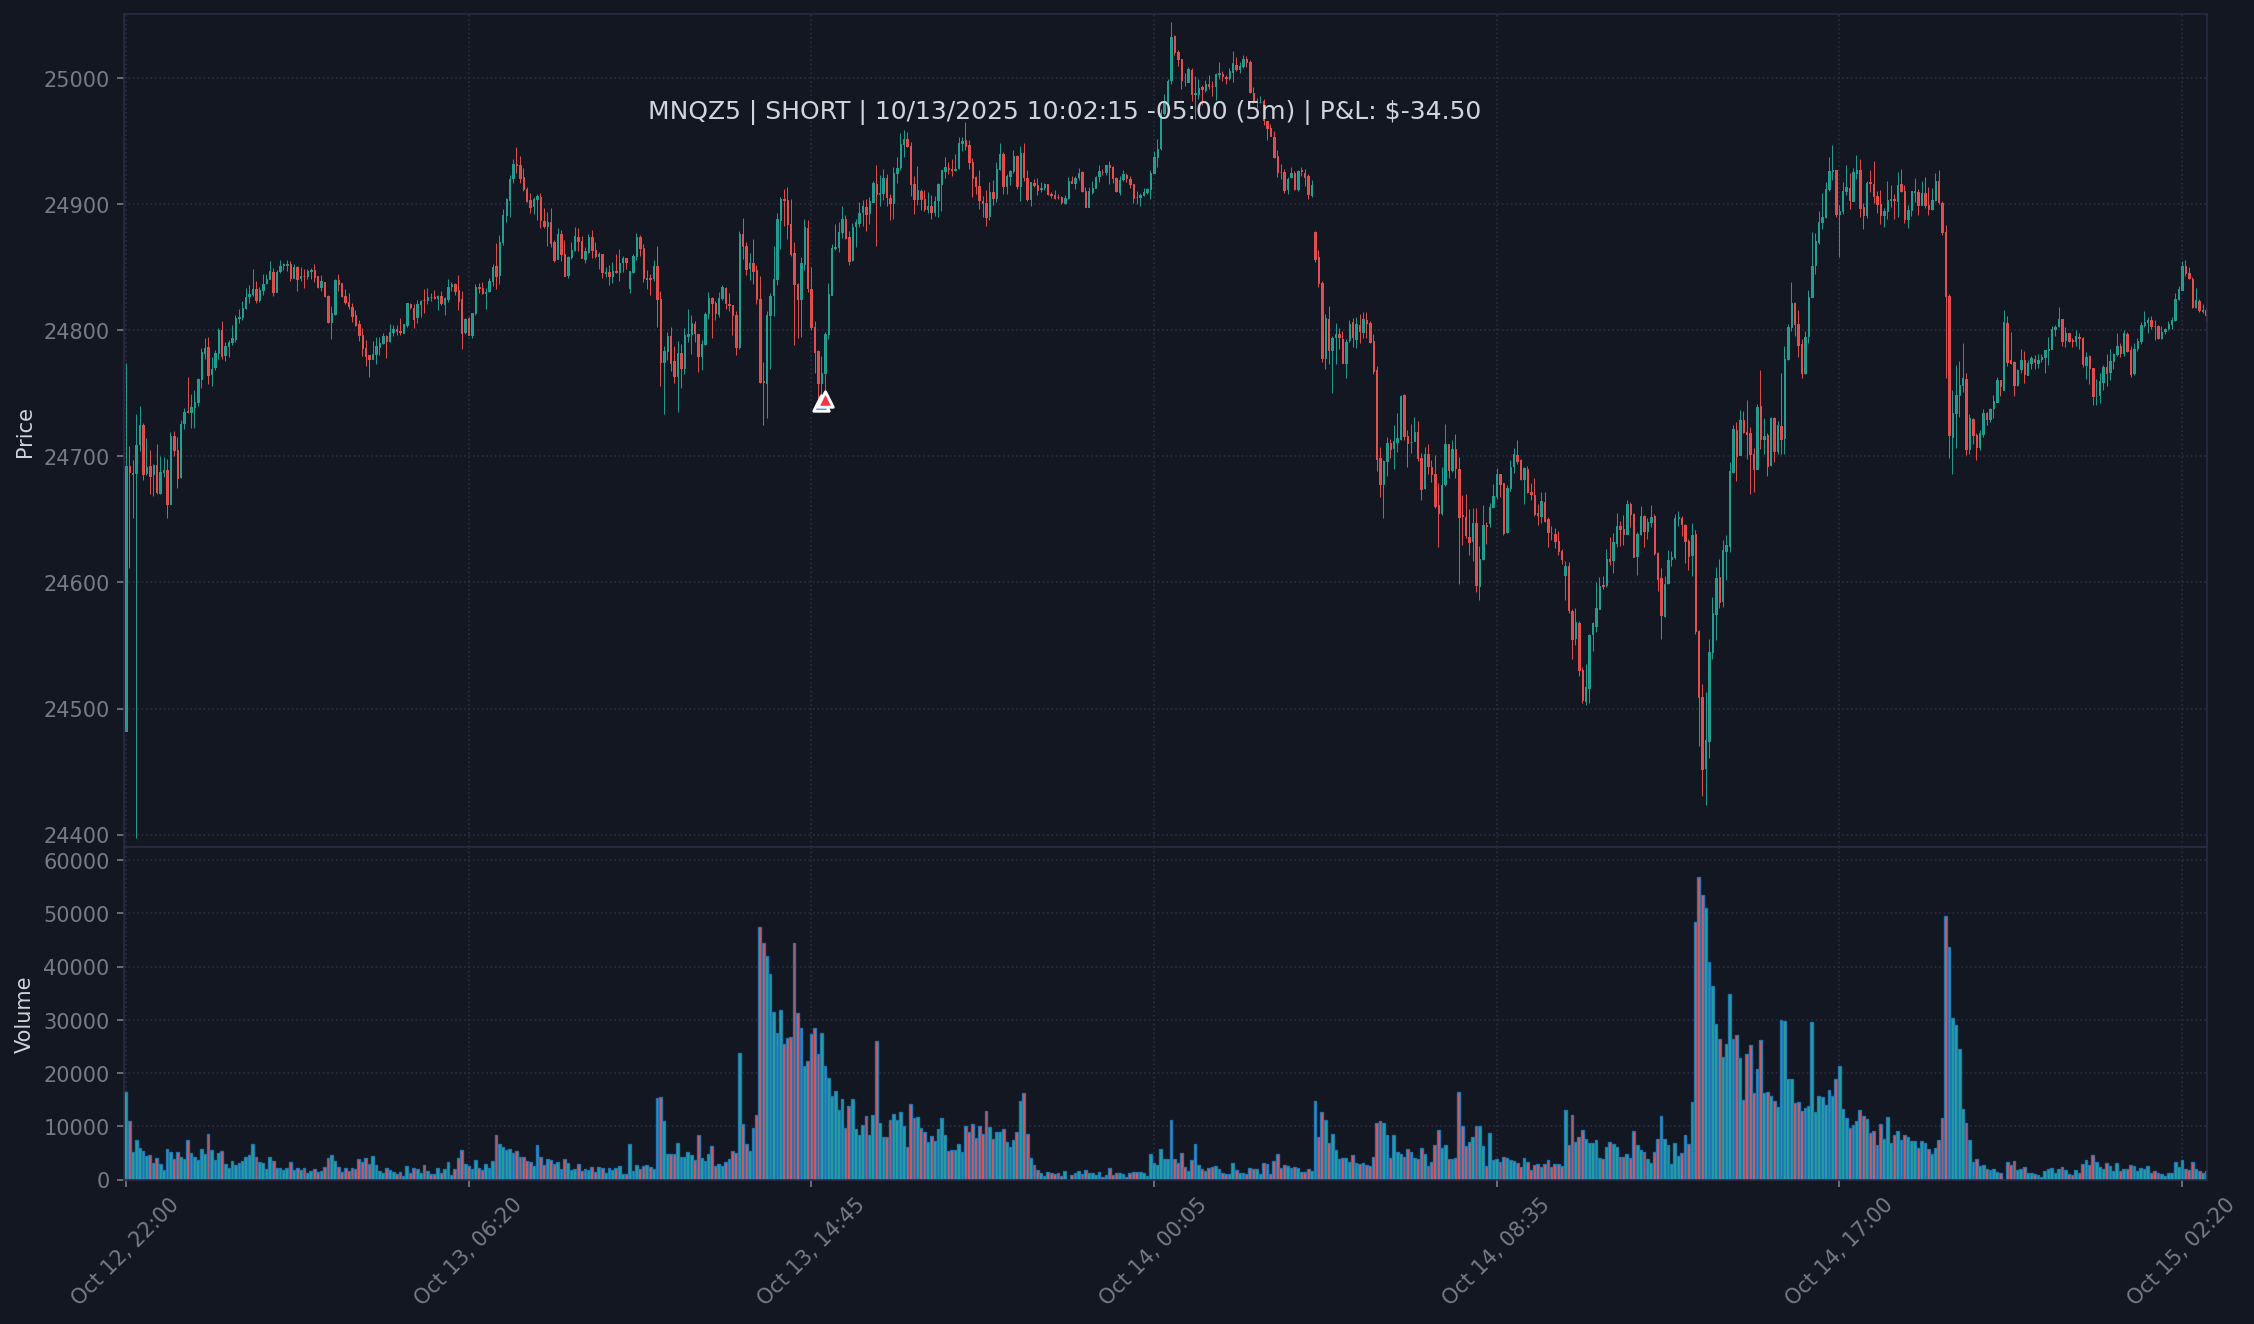 MNQZ5 | SHORT | 10/13/2025 10:02:15 -05:00 (5m) | P&L: $-34.50
Price
25000
24900
24800
24700
24600
24500
24400
Volume
60000
50000
40000
30000
20000
10000
0
Oct 12, 22:00
Oct 13, 06:20
Oct 13, 14:45
Oct 14, 00:05
Oct 14, 08:35
Oct 14, 17:00
Oct 15, 02:20